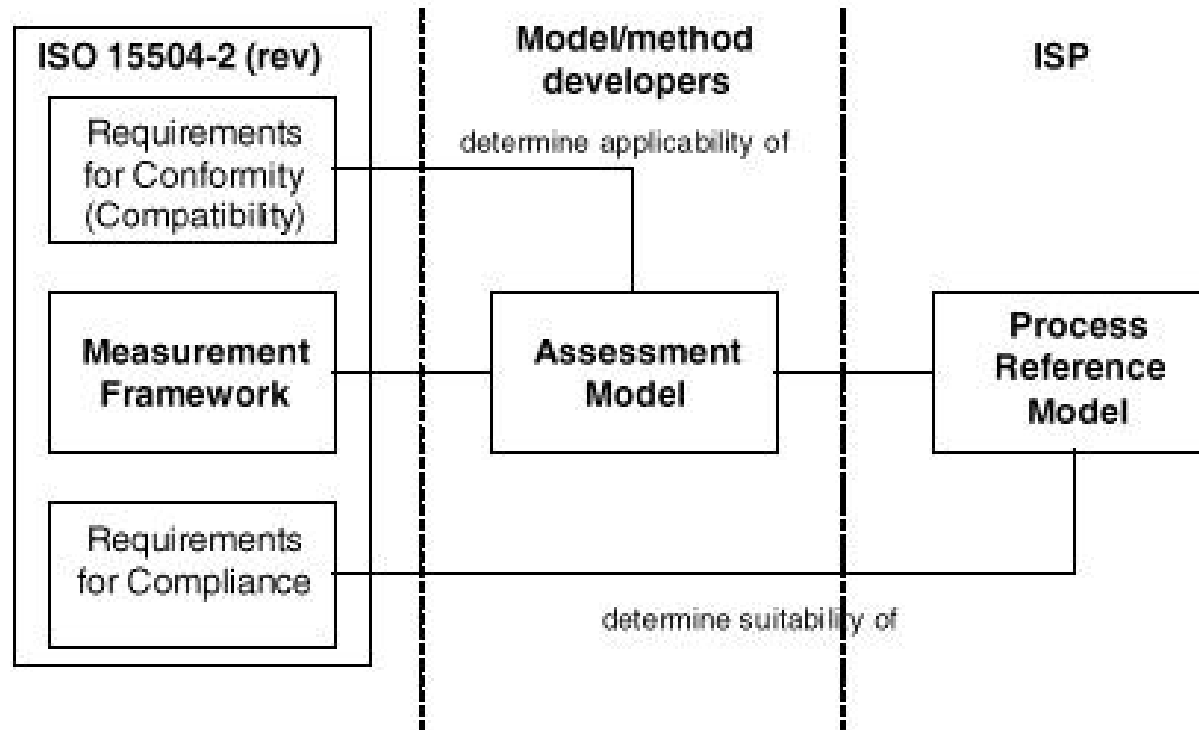 ISO 15504-2 (rev)
Requirements
for Conformity
(Compatibility)
Measurement
Framework
Requirements
for Compliance
Model/method
developers
determine applicability of
Assessment
Model
determine suitability of
ISP
Process
Reference
Model